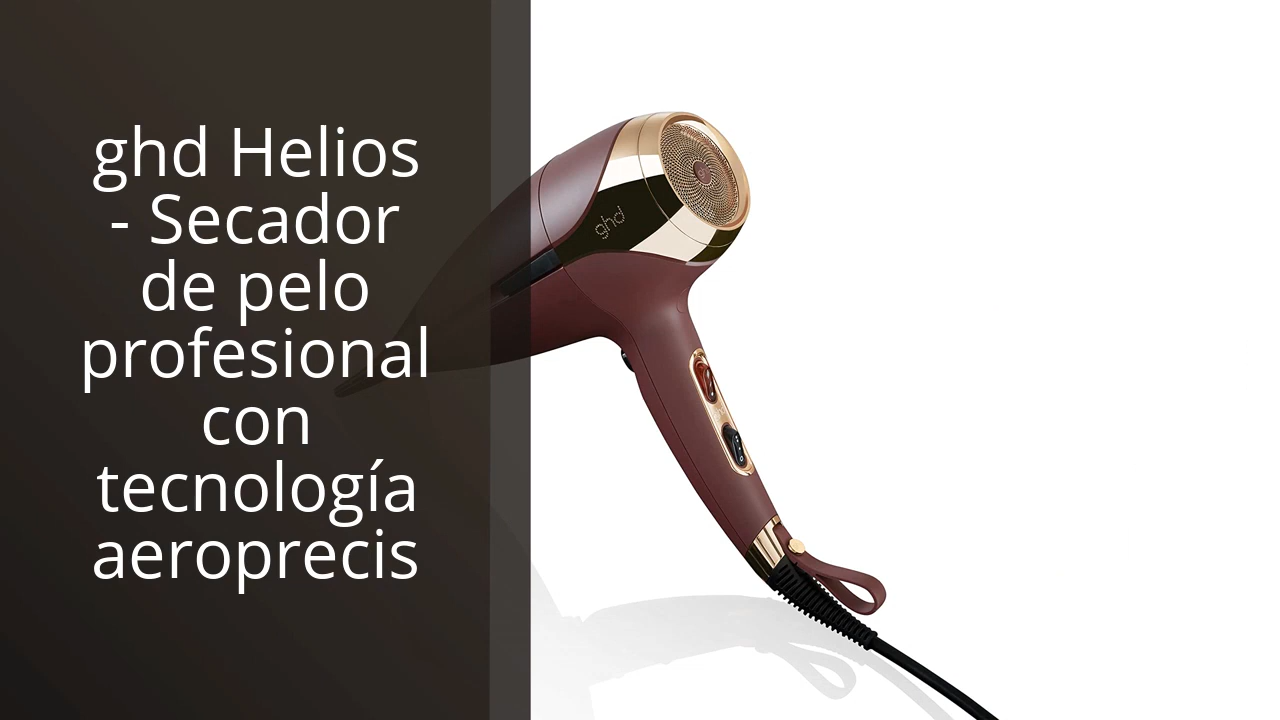 ghd Helios
- Secador
de pelo
profesional
con
tecnología
aeroprecis
ghd